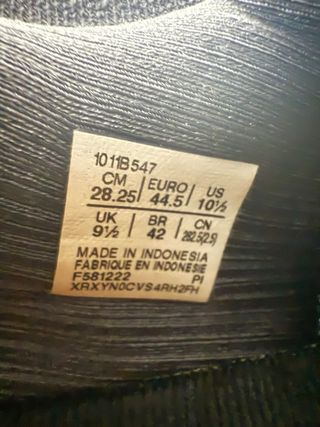 1011B547
CM EURO US
28.25 44.5 10½
UK BR CN
9½ 42 282.5(2.5)
MADE IN INDONESIA
FABRIQUE EN INDONESIE
F581222 PI
XRXYN0CVS4RH2FH